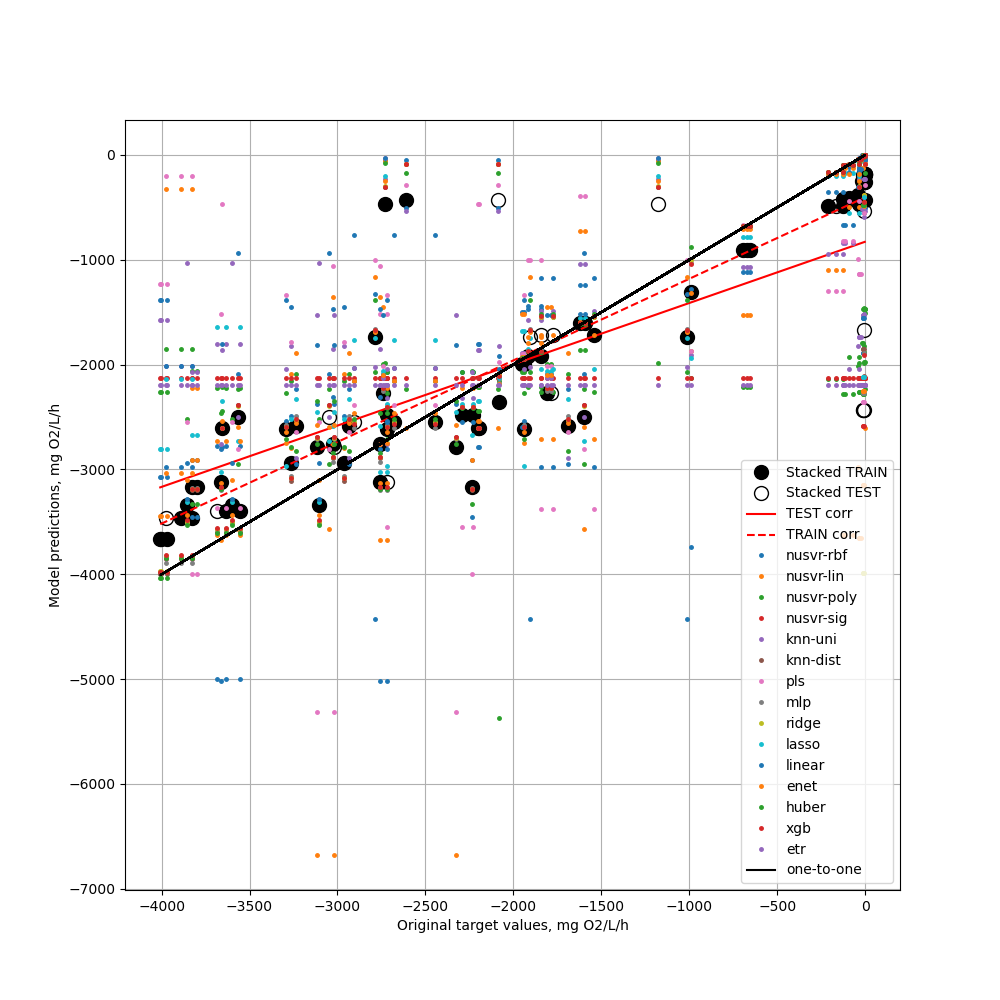 0
−1000
−2000
−3000
−4000
−5000
−6000
−7000
Model predictions, mg O2/L/h
−4000 −3500 −3000 −2500 −2000 −1500 −1000 −500 0
Original target values, mg O2/L/h
Stacked TRAIN
Stacked TEST
TEST corr
TRAIN corr
nusvr-rbf
nusvr-lin
nusvr-poly
nusvr-sig
knn-uni
knn-dist
pls
mlp
ridge
lasso
linear
enet
huber
xgb
etr
one-to-one